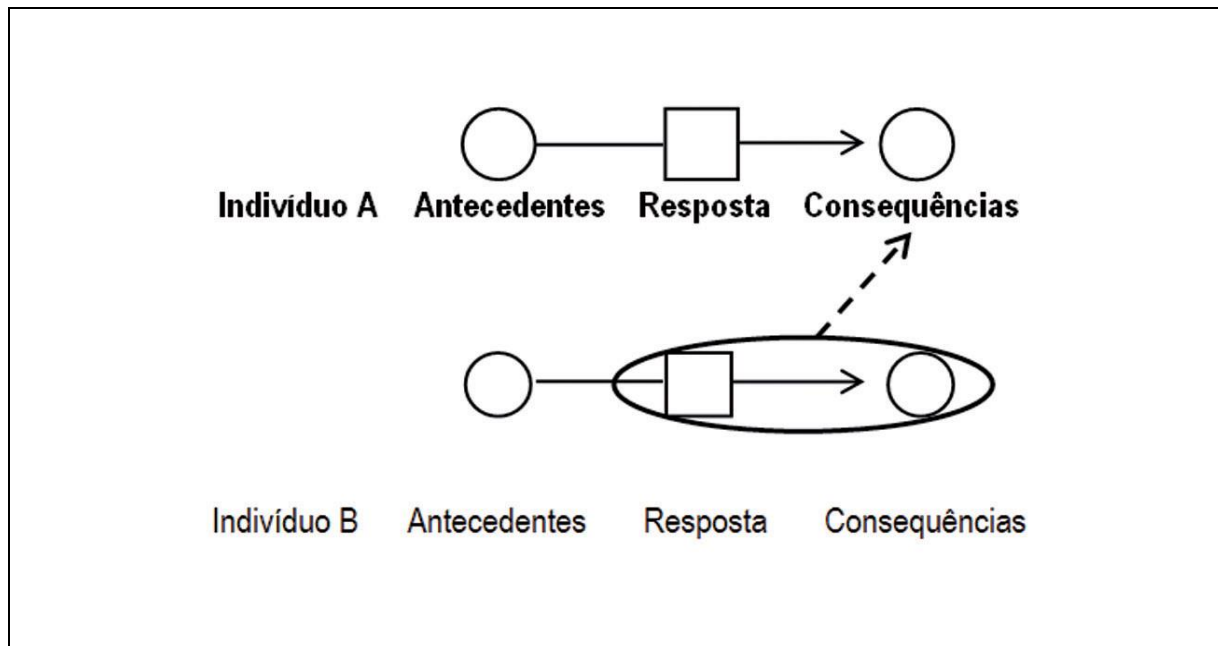 Indivíduo A Antecedentes Resposta Consequências
Indivíduo B Antecedentes Resposta Consequências